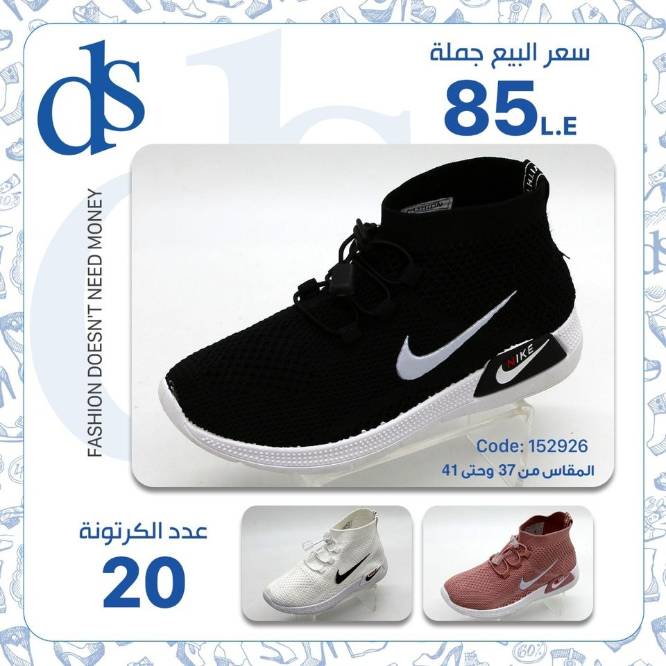 ds
سعر البيع جملة
85L.E
FASHION DOESN'T NEED MONEY
NIKE
Code: 152926
المقاس من 37 وحتى 41
عدد الكرتونة
20
60%